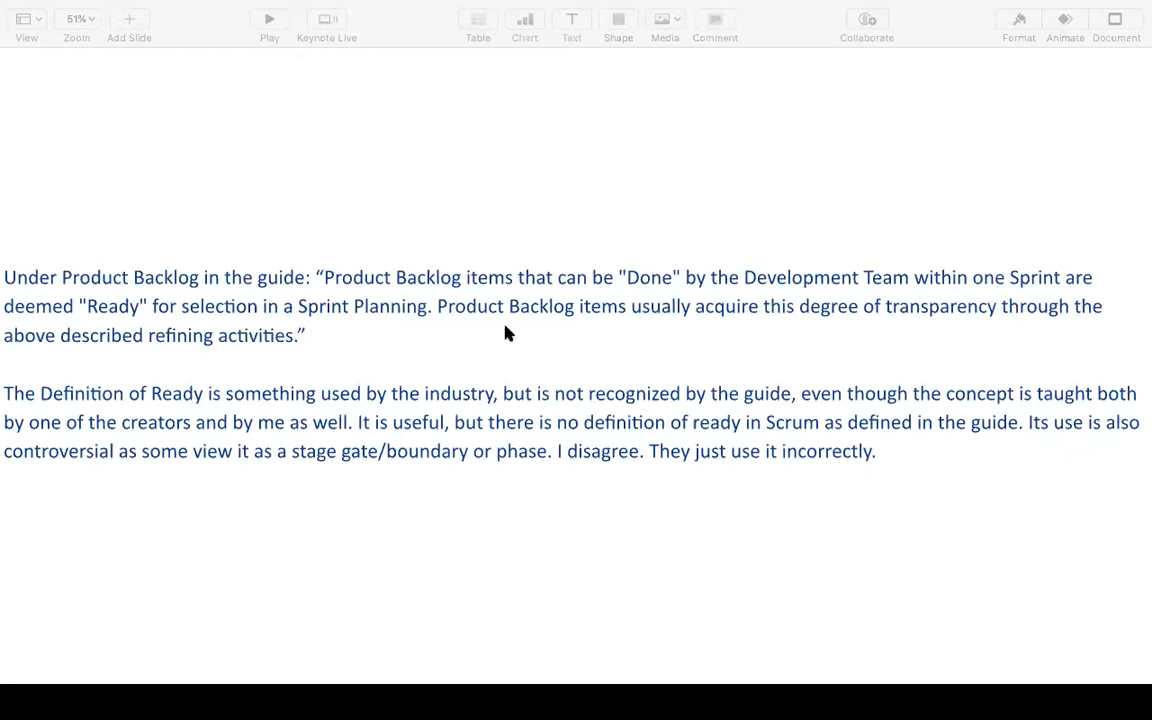 51%
View
Zoom
Add Slide
Play
Keynote Live
Table
Chart
T
Text
Shape
Media
Comment
Collaborate
Format
Animate
Document
Under Product Backlog in the guide: “Product Backlog items that can be "Done" by the Development Team within one Sprint are
deemed "Ready" for selection in a Sprint Planning. Product Backlog items usually acquire this degree of transparency through the
above described refining activities.”
The Definition of Ready is something used by the industry, but is not recognized by the guide, even though the concept is taught both
by one of the creators and by me as well. It is useful, but there is no definition of ready in Scrum as defined in the guide. Its use is also
controversial as some view it as a stage gate/boundary or phase. I disagree. They just use it incorrectly.